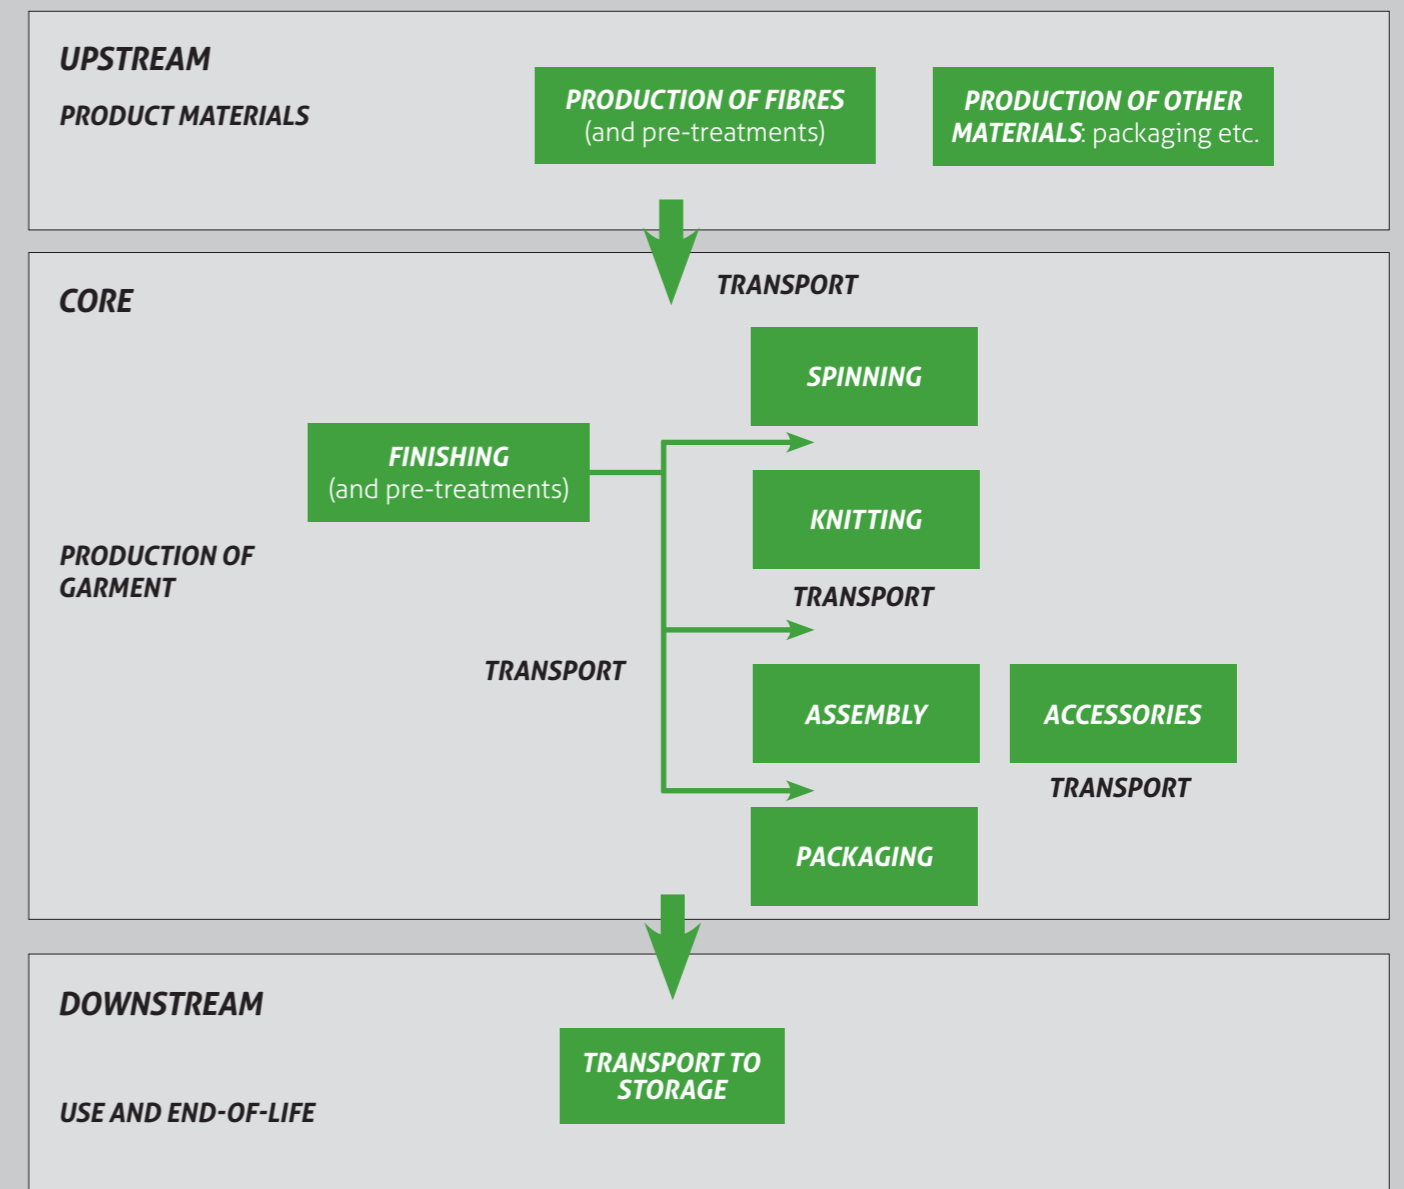 UPSTREAM
PRODUCT MATERIALS
PRODUCTION OF FIBRES
(and pre-treatments)
PRODUCTION OF OTHER
MATERIALS: packaging etc.
CORE
TRANSPORT
SPINNING
FINISHING
(and pre-treatments)
KNITTING
PRODUCTION OF
GARMENT
TRANSPORT
TRANSPORT
ASSEMBLY
ACCESSORIES
TRANSPORT
PACKAGING
DOWNSTREAM
TRANSPORT TO
STORAGE
USE AND END-OF-LIFE